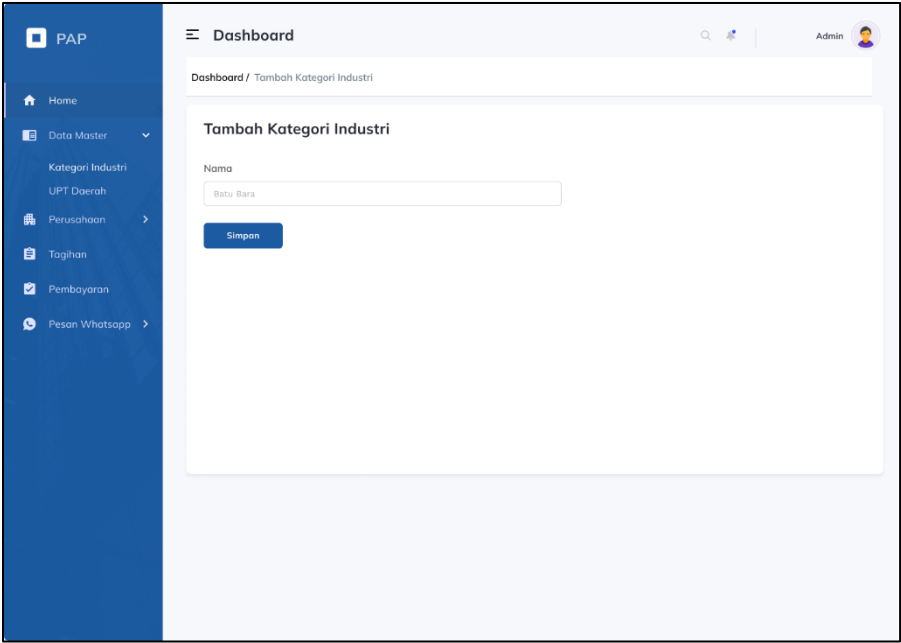 PAP
Dashboard
Admin
Dashboard / Tambah Kategori Industri
Home
Data Master
Kategori Industri
UPT Daerah
Perusahaan
Tagihan
Pembayaran
Pesan Whatsapp
Tambah Kategori Industri
Nama
Batu Bara
Simpan